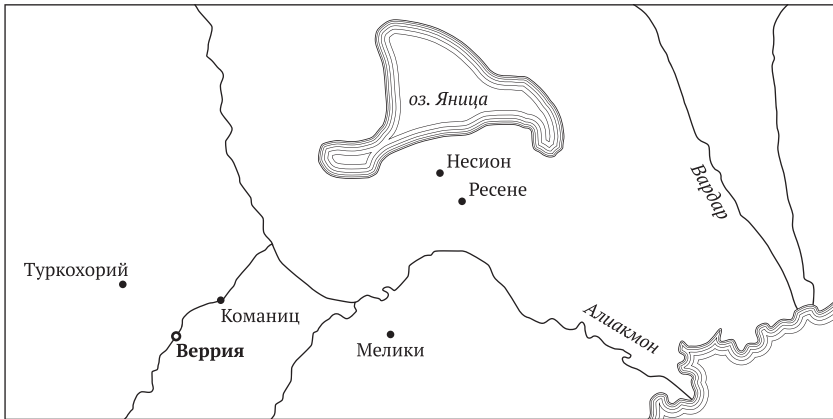 оз. Яница
Несион
Ресене
Вардар
Туркохорий
Команиц
Алиакмон
Веррия
Мелики